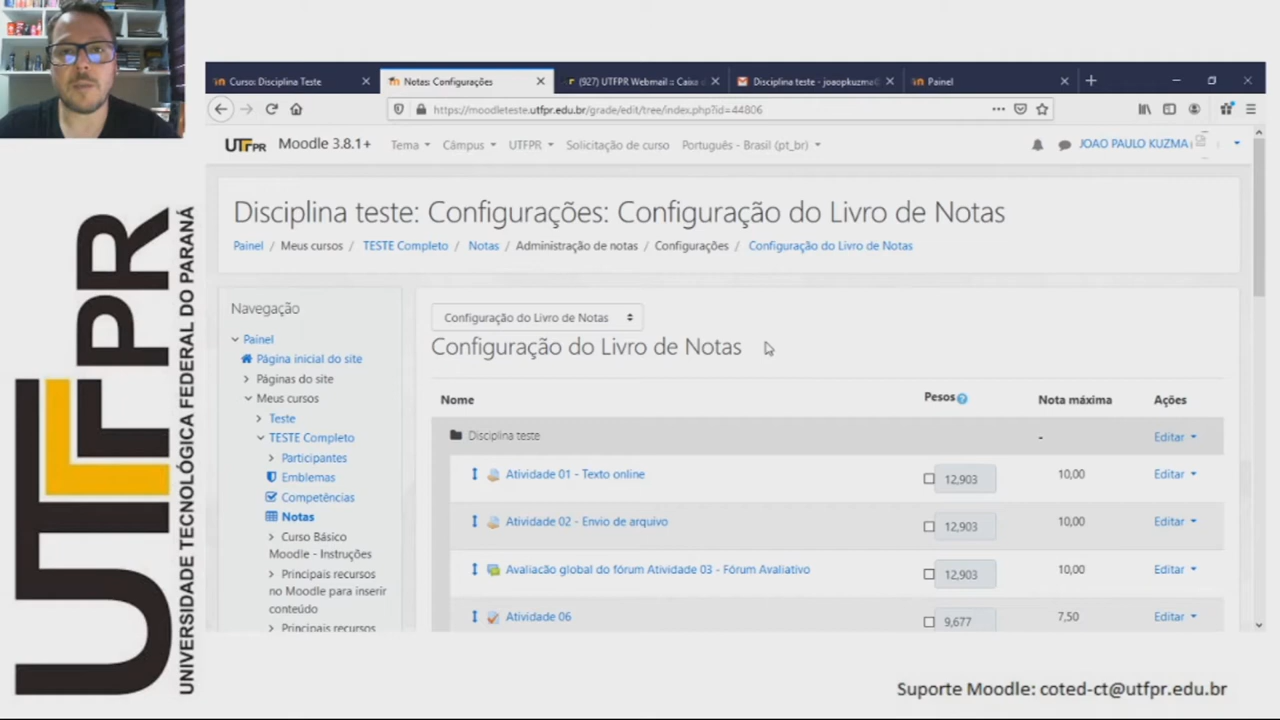 Curso: Disciplina Teste
Notas: Configurações
(927) UTFPR Webmail :: Caixa d
Disciplina teste - joaopkuzma@
Painel
https://moodleteste.utfpr.edu.br/grade/edit/tree/index.php?id=44806
UTFPR Moodle 3.8.1+ Tema Câmpus UTFPR Solicitação de curso Português - Brasil (pt_br) JOAO PAULO KUZMA
Disciplina teste: Configurações: Configuração do Livro de Notas
Painel / Meus cursos / TESTE Completo / Notas / Administração de notas / Configurações / Configuração do Livro de Notas
Navegação
Painel
Página inicial do site
Páginas do site
Meus cursos
Teste
TESTE Completo
Participantes
Emblemas
Competências
Notas
Curso Básico
Moodle - Instruções
Principais recursos
no Moodle para inserir
conteúdo
Principais recursos
Configuração do Livro de Notas
Configuração do Livro de Notas
Nome Pesos Nota máxima Ações
Disciplina teste - Editar
Atividade 01 - Texto online 12,903 10,00 Editar
Atividade 02 - Envio de arquivo 12,903 10,00 Editar
Avaliacão global do fórum Atividade 03 - Fórum Avaliativo 12,903 10,00 Editar
Atividade 06 9,677 7,50 Editar
UTFPR
UNIVERSIDADE TECNOLÓGICA FEDERAL DO PARANÁ
Suporte Moodle: coted-ct@utfpr.edu.br